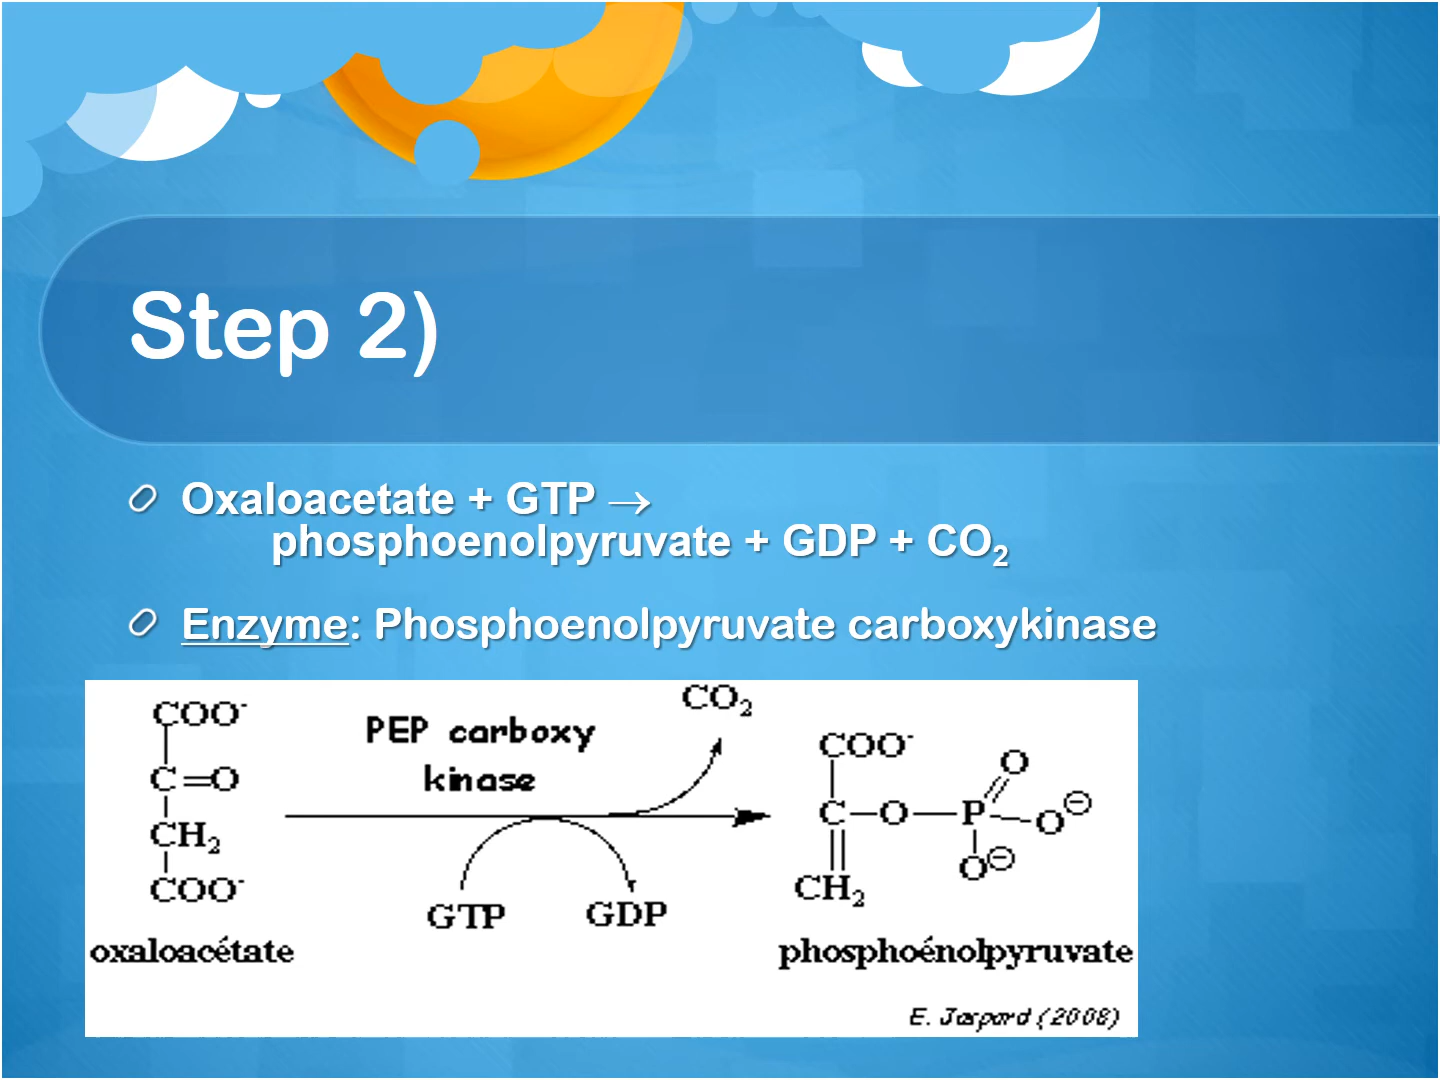 Step 2)
Oxaloacetate + GTP →
phosphoenolpyruvate + GDP + CO₂
Enzyme: Phosphoenolpyruvate carboxykinase
COO⁻
C=O
CH₂
COO⁻
oxaloacétate
PEP carboxy
kinase
CO₂
GTP
GDP
COO⁻
O
C—O—P—O⊖
O⊖
CH₂
phosphoénolpyruvate
E. Jaspard (2008)